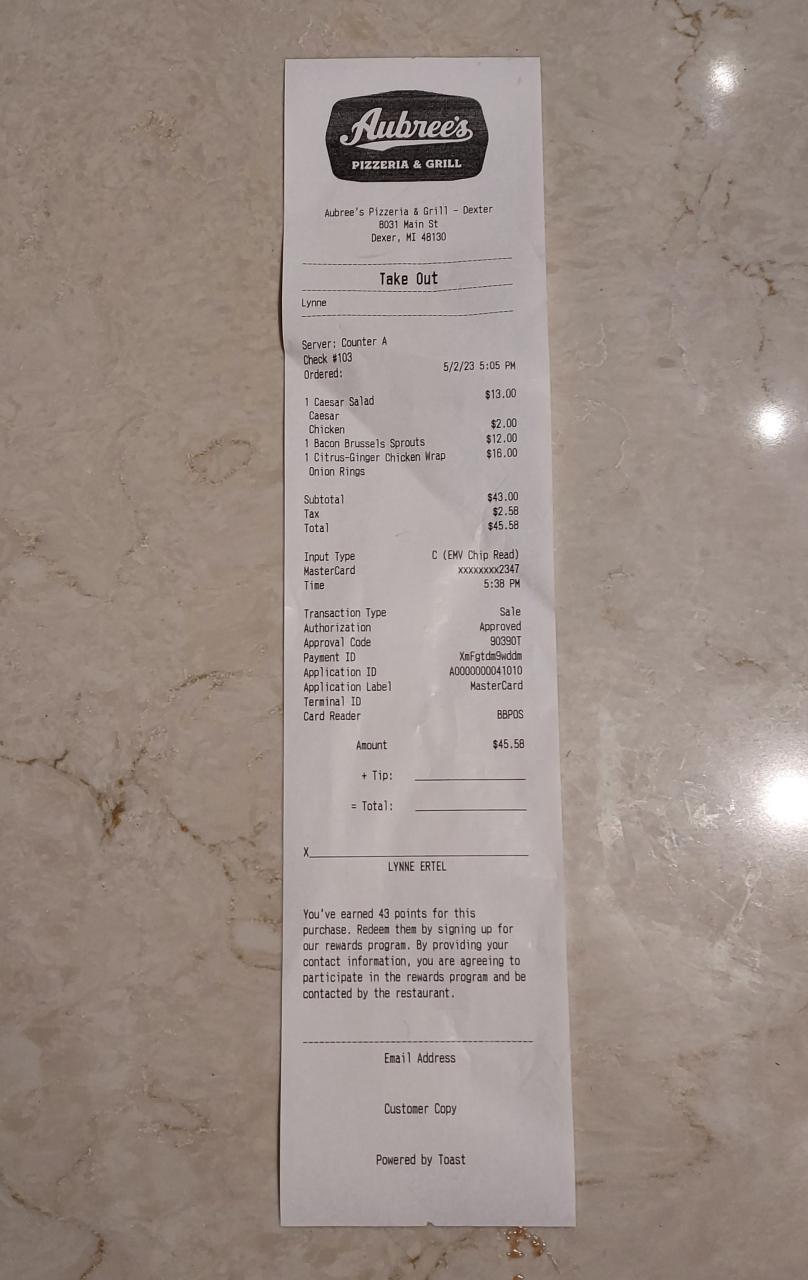 Aubree's
PIZZERIA & GRILL
Aubree's Pizzeria & Grill - Dexter
8031 Main St
Dexer, MI 48130
Take Out
Lynne
Server: Counter A
Check #103
Ordered: 5/2/23 5:05 PM
1 Caesar Salad $13.00
Caesar
Chicken $2.00
1 Bacon Brussels Sprouts $12.00
1 Citrus-Ginger Chicken Wrap $16.00
Onion Rings
Subtotal $43.00
Tax $2.58
Total $45.58
Input Type C (EMV Chip Read)
MasterCard xxxxxxxx2347
Time 5:38 PM
Transaction Type Sale
Authorization Approved
Approval Code 90390T
Payment ID XmFgtdm9wddm
Application ID A0000000041010
Application Label MasterCard
Terminal ID
Card Reader BBPOS
Amount $45.58
+ Tip:
= Total:
X
LYNNE ERTEL
You've earned 43 points for this
purchase. Redeem them by signing up for
our rewards program. By providing your
contact information, you are agreeing to
participate in the rewards program and be
contacted by the restaurant.
Email Address
Customer Copy
Powered by Toast